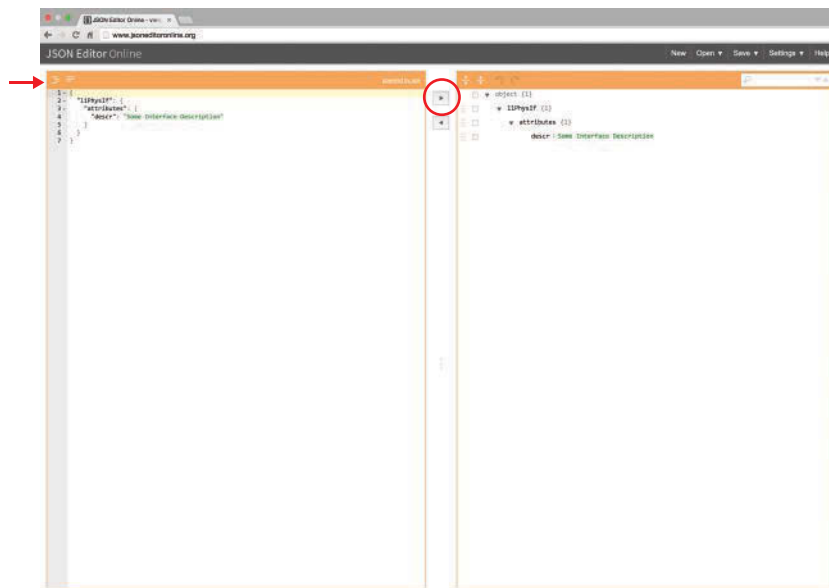 JSON Editor Online - view
www.jsoneditoronline.org
JSON Editor Online
New Open ▾ Save ▾ Settings ▾ Help
1 {
2 "l1PhysIf": {
3 "attributes": {
4 "descr": "Some Interface Description"
5 }
6 }
7 }
object {1}
l1PhysIf {1}
attributes {1}
descr : Some Interface Description